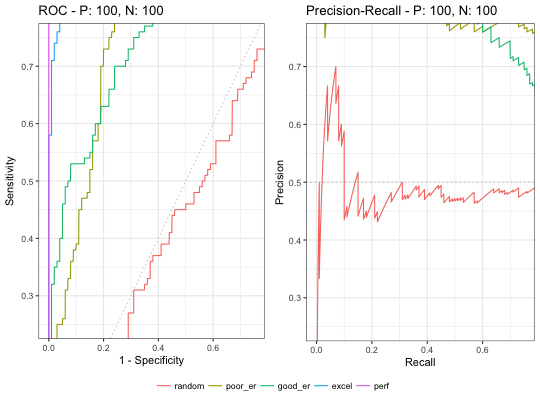 ROC - P: 100, N: 100
Sensitivity
0.7
0.6
0.5
0.4
0.3
0.0
0.2
0.4
0.6
1 - Specificity
Precision-Recall - P: 100, N: 100
Precision
0.7
0.6
0.5
0.4
0.3
0.0
0.2
0.4
0.6
Recall
random
poor_er
good_er
excel
perf